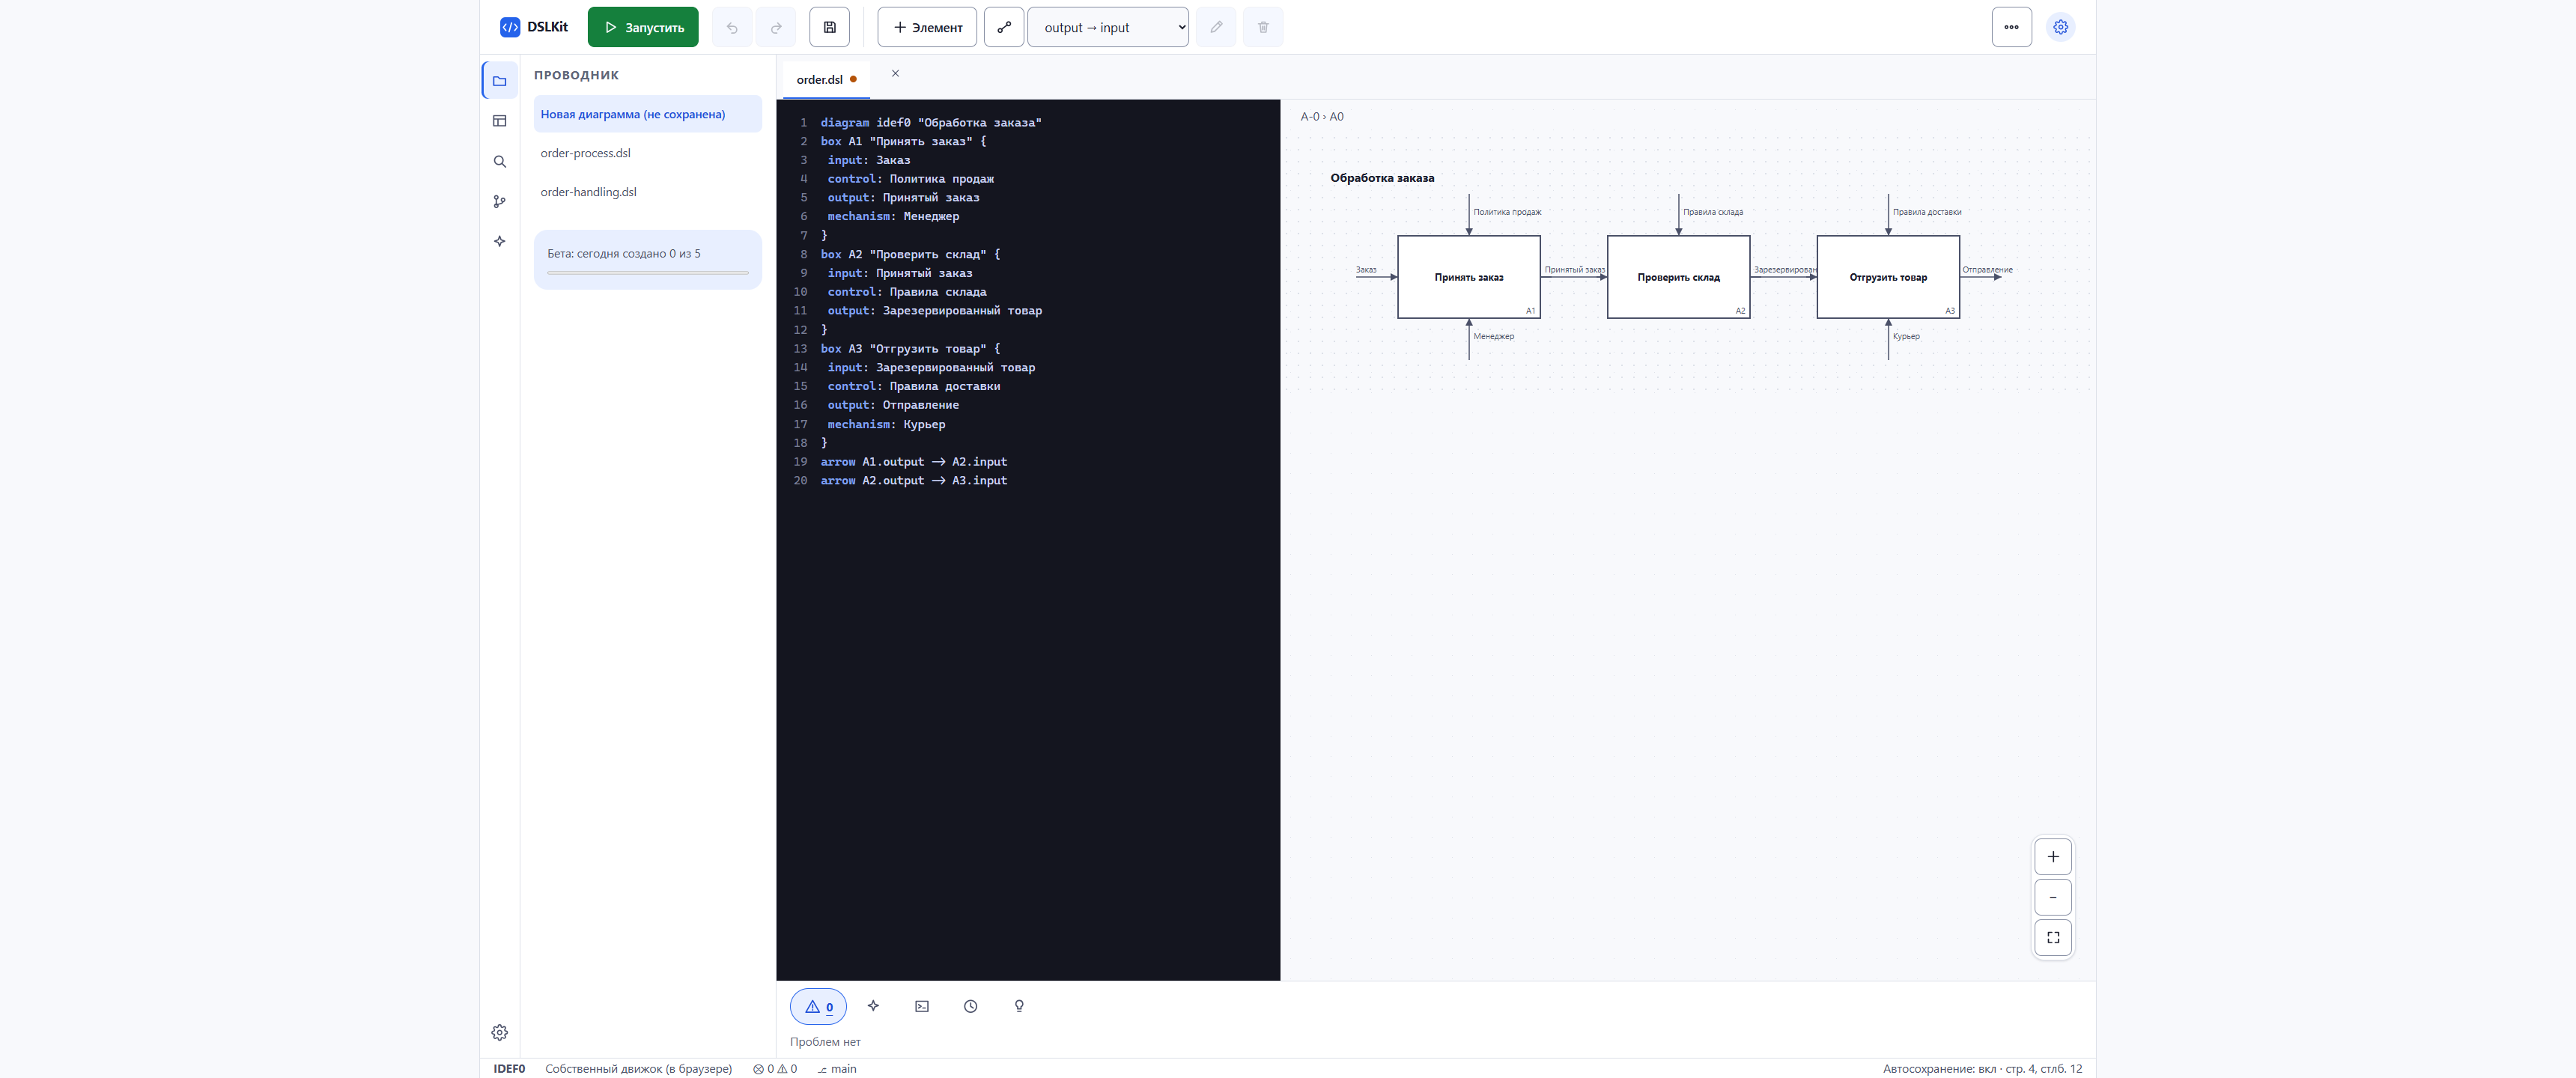 DSLKit
Запустить
Элемент
output → input
ПРОВОДНИК
Новая диаграмма (не сохранена)
order-process.dsl
order-handling.dsl
Бета: сегодня создано 0 из 5
order.dsl
1 diagram idef0 "Обработка заказа"
2 box A1 "Принять заказ" {
3 input: Заказ
4 control: Политика продаж
5 output: Принятый заказ
6 mechanism: Менеджер
7 }
8 box A2 "Проверить склад" {
9 input: Принятый заказ
10 control: Правила склада
11 output: Зарезервированный товар
12 }
13 box A3 "Отгрузить товар" {
14 input: Зарезервированный товар
15 control: Правила доставки
16 output: Отправление
17 mechanism: Курьер
18 }
19 arrow A1.output —> A2.input
20 arrow A2.output —> A3.input
A-0 › A0
Обработка заказа
Политика продаж
Правила склада
Правила доставки
Заказ
Принять заказ
A1
Принятый заказ
Проверить склад
A2
Зарезервирован
Отгрузить товар
A3
Отправление
Менеджер
Курьер
0
Проблем нет
IDEF0
Собственный движок (в браузере)
0 0
main
Автосохранение: вкл · стр. 4, стлб. 12